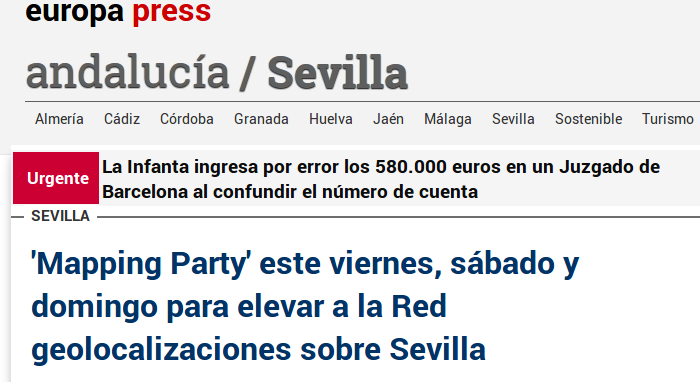 europa press
andalucía / Sevilla
Almería Cádiz Córdoba Granada Huelva Jaén Málaga Sevilla Sostenible Turismo
Urgente
La Infanta ingresa por error los 580.000 euros en un Juzgado de
Barcelona al confundir el número de cuenta
SEVILLA
'Mapping Party' este viernes, sábado y
domingo para elevar a la Red
geolocalizaciones sobre Sevilla